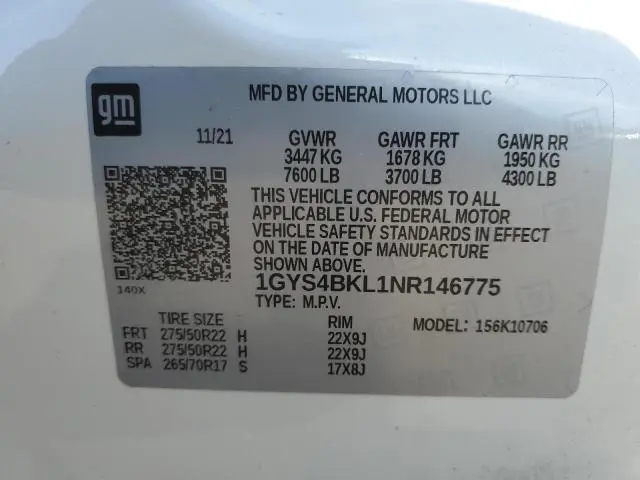 gm
MFD BY GENERAL MOTORS LLC
11/21 GVWR GAWR FRT GAWR RR
3447 KG 1678 KG 1950 KG
7600 LB 3700 LB 4300 LB
THIS VEHICLE CONFORMS TO ALL
APPLICABLE U.S. FEDERAL MOTOR
VEHICLE SAFETY STANDARDS IN EFFECT
ON THE DATE OF MANUFACTURE
SHOWN ABOVE.
140X 1GYS4BKL1NR146775
TYPE: M.P.V.
TIRE SIZE RIM MODEL: 156K10706
FRT 275/50R22 H 22X9J
RR 275/50R22 H 22X9J
SPA 265/70R17 S 17X8J